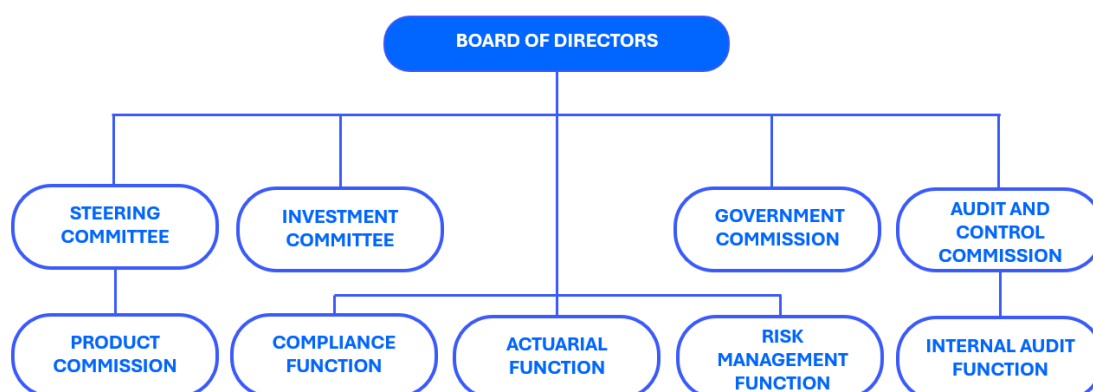 BOARD OF DIRECTORS
STEERING
COMMITTEE
INVESTMENT
COMMITTEE
GOVERNMENT
COMMISSION
AUDIT AND
CONTROL
COMMISSION
PRODUCT
COMMISSION
COMPLIANCE
FUNCTION
ACTUARIAL
FUNCTION
RISK
MANAGEMENT
FUNCTION
INTERNAL AUDIT
FUNCTION